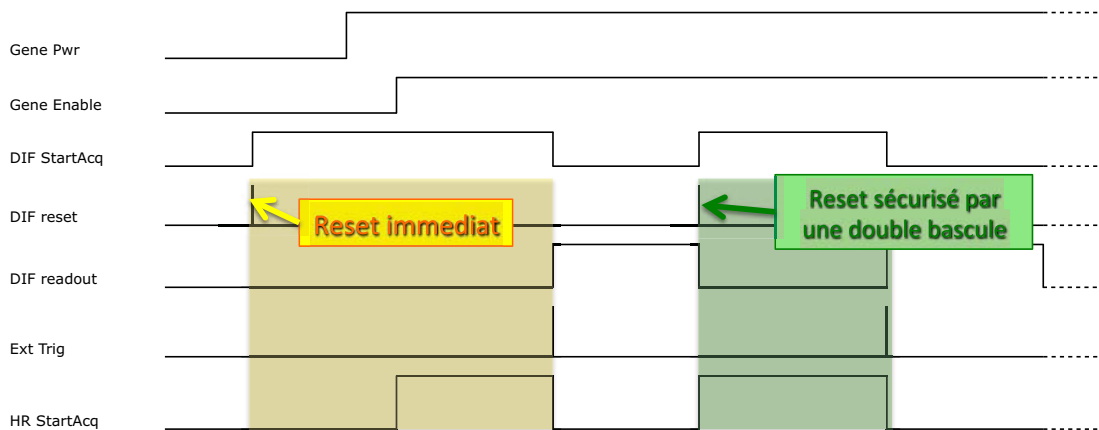 Gene Pwr
Gene Enable
DIF StartAcq
DIF reset
Reset immediat
Reset sécurisé par
une double bascule
DIF readout
Ext Trig
HR StartAcq